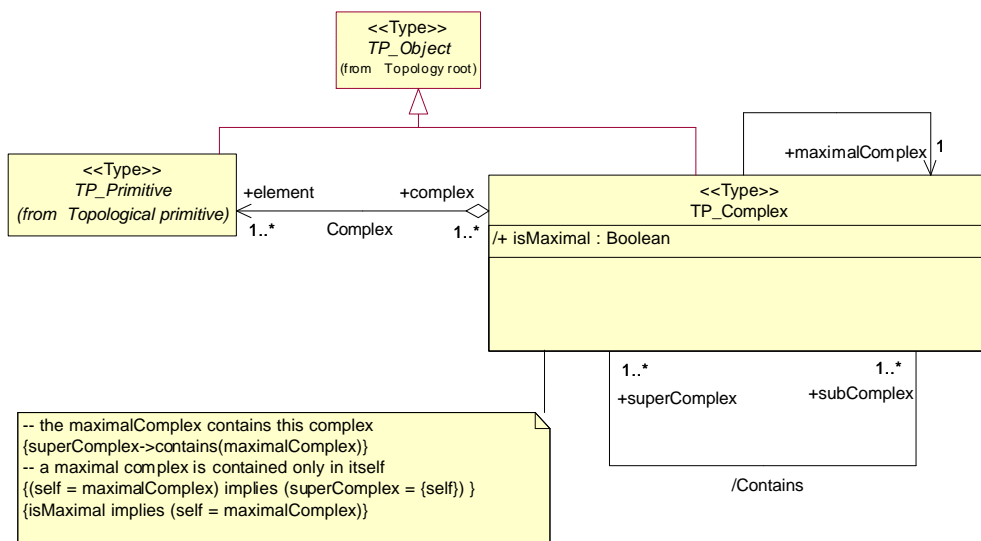 <<Type>>
TP_Object
(from Topology root)
<<Type>>
TP_Primitive
(from Topological primitive)
+element
1..*
Complex
+complex
1..*
+maximalComplex
1
<<Type>>
TP_Complex
/+ isMaximal : Boolean
1..*
+superComplex
1..*
+subComplex
/Contains
-- the maximalComplex contains this complex
{superComplex->contains(maximalComplex)}
-- a maximal complex is contained only in itself
{(self = maximalComplex) implies (superComplex = {self}) }
{isMaximal implies (self = maximalComplex)}